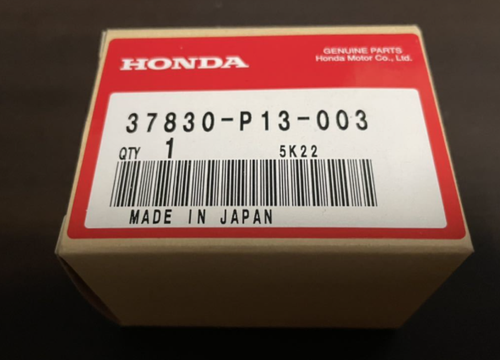 HONDA
GENUINE PARTS
Honda Motor Co., Ltd.
37830-P13-003
QTY 1 5K22
MADE IN JAPAN